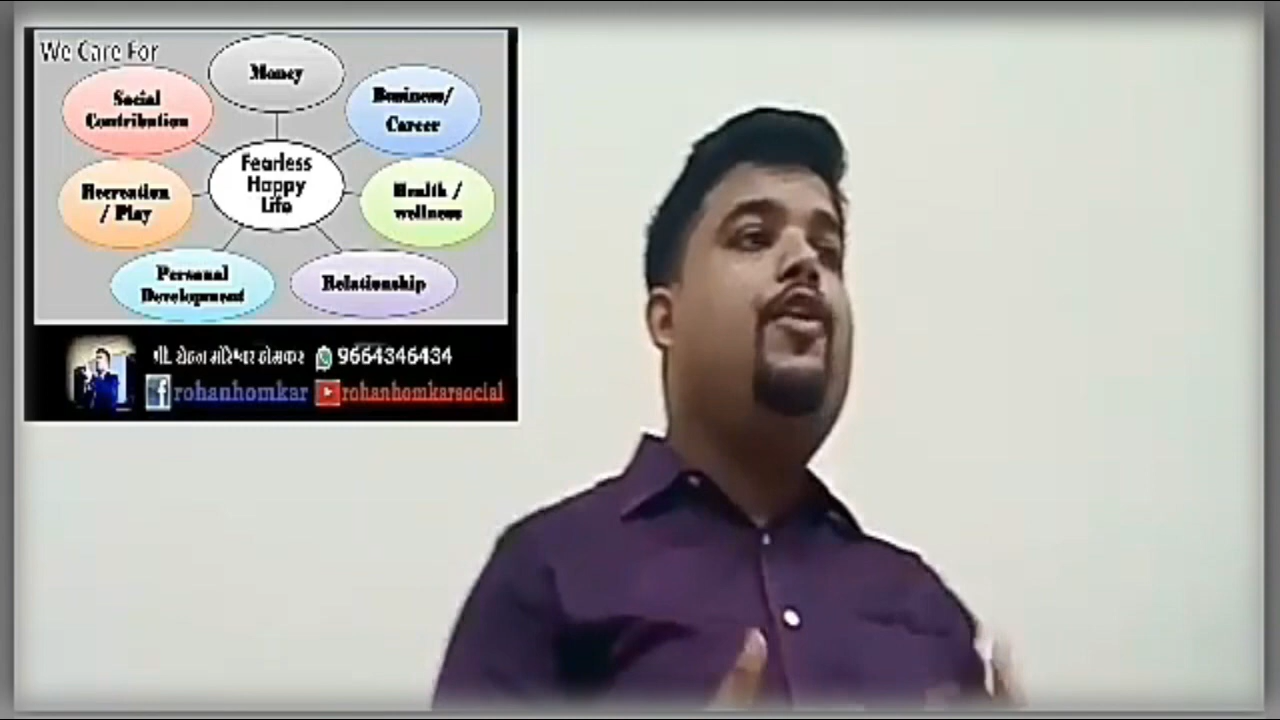 We Care For
Money
Social
Contribution
Business/
Career
Fearless
Happy
Life
Recreation
/ Play
Health /
wellness
Personal
Development
Relationship
होमकर 9664346434
rohanhomkar rohanhomkarsocial